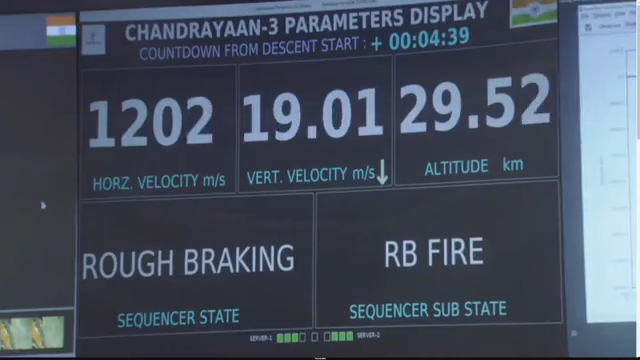 CHANDRAYAAN-3 PARAMETERS DISPLAY
COUNTDOWN FROM DESCENT START : + 00:04:39
1202 19.01 29.52
HORZ. VELOCITY m/s VERT. VELOCITY m/s ALTITUDE km
ROUGH BRAKING RB FIRE
SEQUENCER STATE SEQUENCER SUB STATE
SERVER-1 SERVER-2